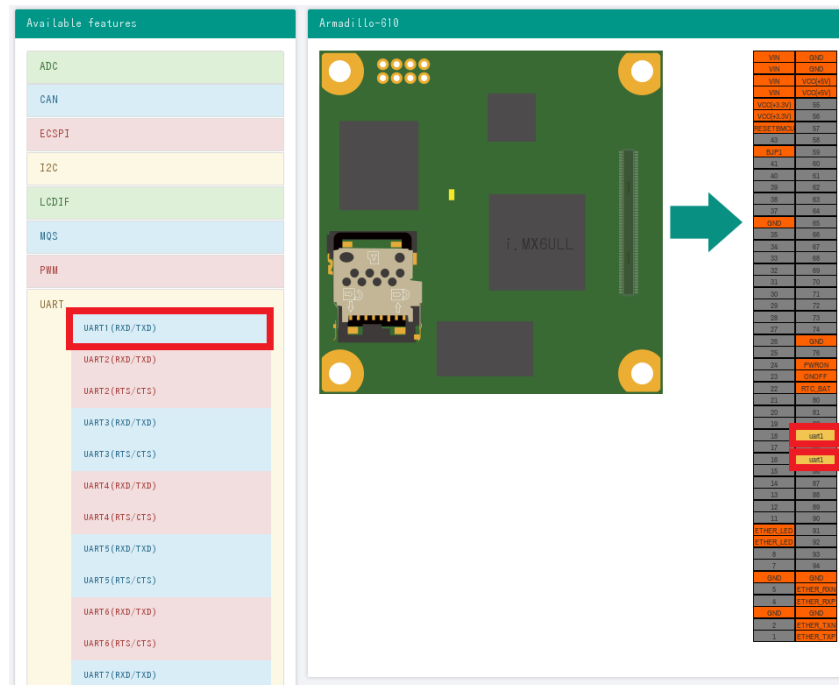 Available features
ADC
CAN
ECSPI
I2C
LCDIF
MQS
PWM
UART
UART1(RXD/TXD)
UART2(RXD/TXD)
UART2(RTS/CTS)
UART3(RXD/TXD)
UART3(RTS/CTS)
UART4(RXD/TXD)
UART4(RTS/CTS)
UART5(RXD/TXD)
UART5(RTS/CTS)
UART6(RXD/TXD)
UART6(RTS/CTS)
UART7(RXD/TXD)
Armadillo-610
i.MX6ULL
VIN GND
VIN GND
VIN VCC(+5V)
VIN VCC(+5V)
VCC(+3.3V) 55
VCC(+3.3V) 56
RESETBMCU 57
43 58
BJP1 59
41 60
40 61
39 62
38 63
37 64
GND 65
35 66
34 67
33 68
32 69
31 70
30 71
29 72
28 73
27 74
26 GND
25 76
24 PWRON
23 ONOFF
22 RTC_BAT
21 80
20 81
19
18 uart1
17
16 uart1
15
14 87
13 88
12 89
11 90
ETHER_LED 91
ETHER_LED 92
8 93
7 94
GND GND
5 ETHER_RXN
4 ETHER_RXP
GND GND
2 ETHER_TXN
1 ETHER_TXP